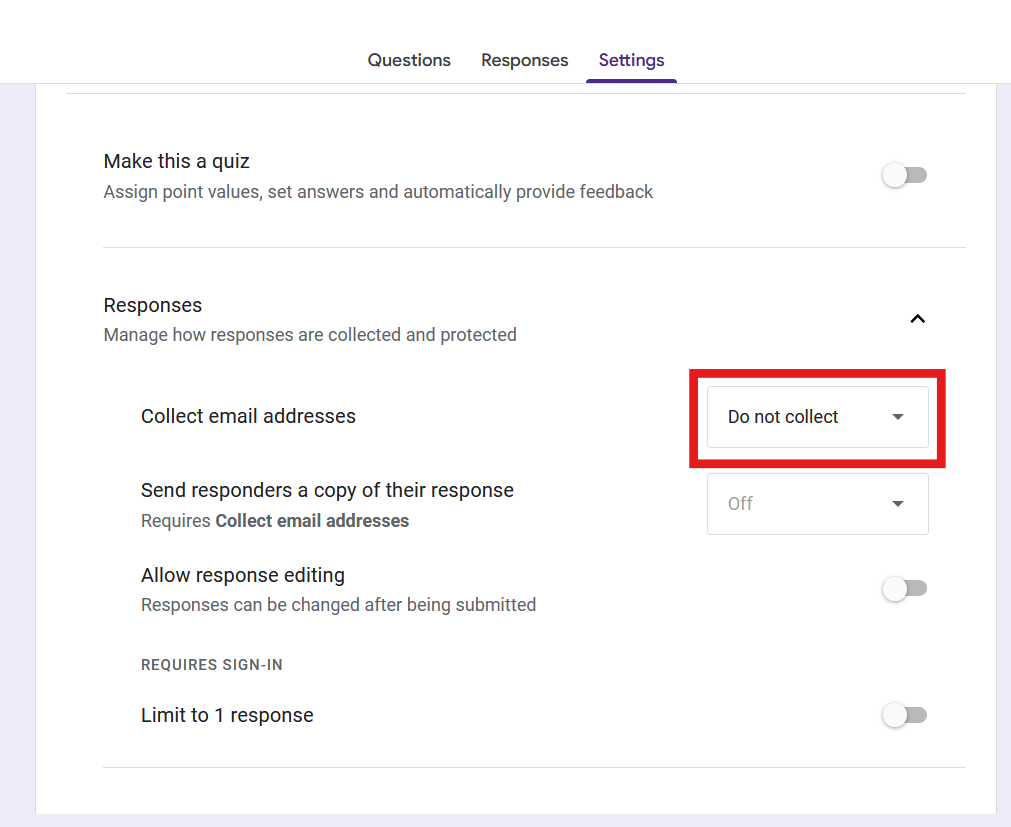 Questions Responses Settings
Make this a quiz
Assign point values, set answers and automatically provide feedback
Responses
Manage how responses are collected and protected
Collect email addresses Do not collect
Send responders a copy of their response Off
Requires Collect email addresses
Allow response editing
Responses can be changed after being submitted
REQUIRES SIGN-IN
Limit to 1 response